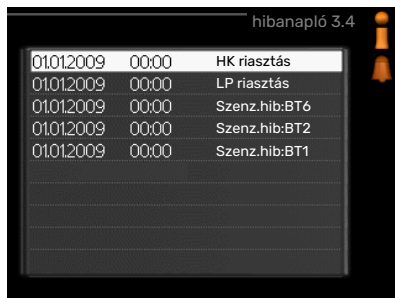 hibanapló 3.4
01.01.2009 00:00 HK riasztás
01.01.2009 00:00 LP riasztás
01.01.2009 00:00 Szenz.hib:BT6
01.01.2009 00:00 Szenz.hib:BT2
01.01.2009 00:00 Szenz.hib:BT1